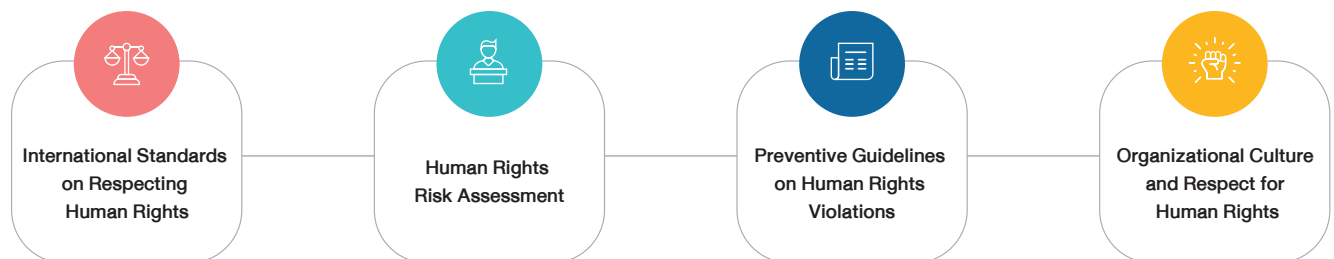 International Standards
on Respecting
Human Rights
Human Rights
Risk Assessment
Preventive Guidelines
on Human Rights
Violations
Organizational Culture
and Respect for
Human Rights